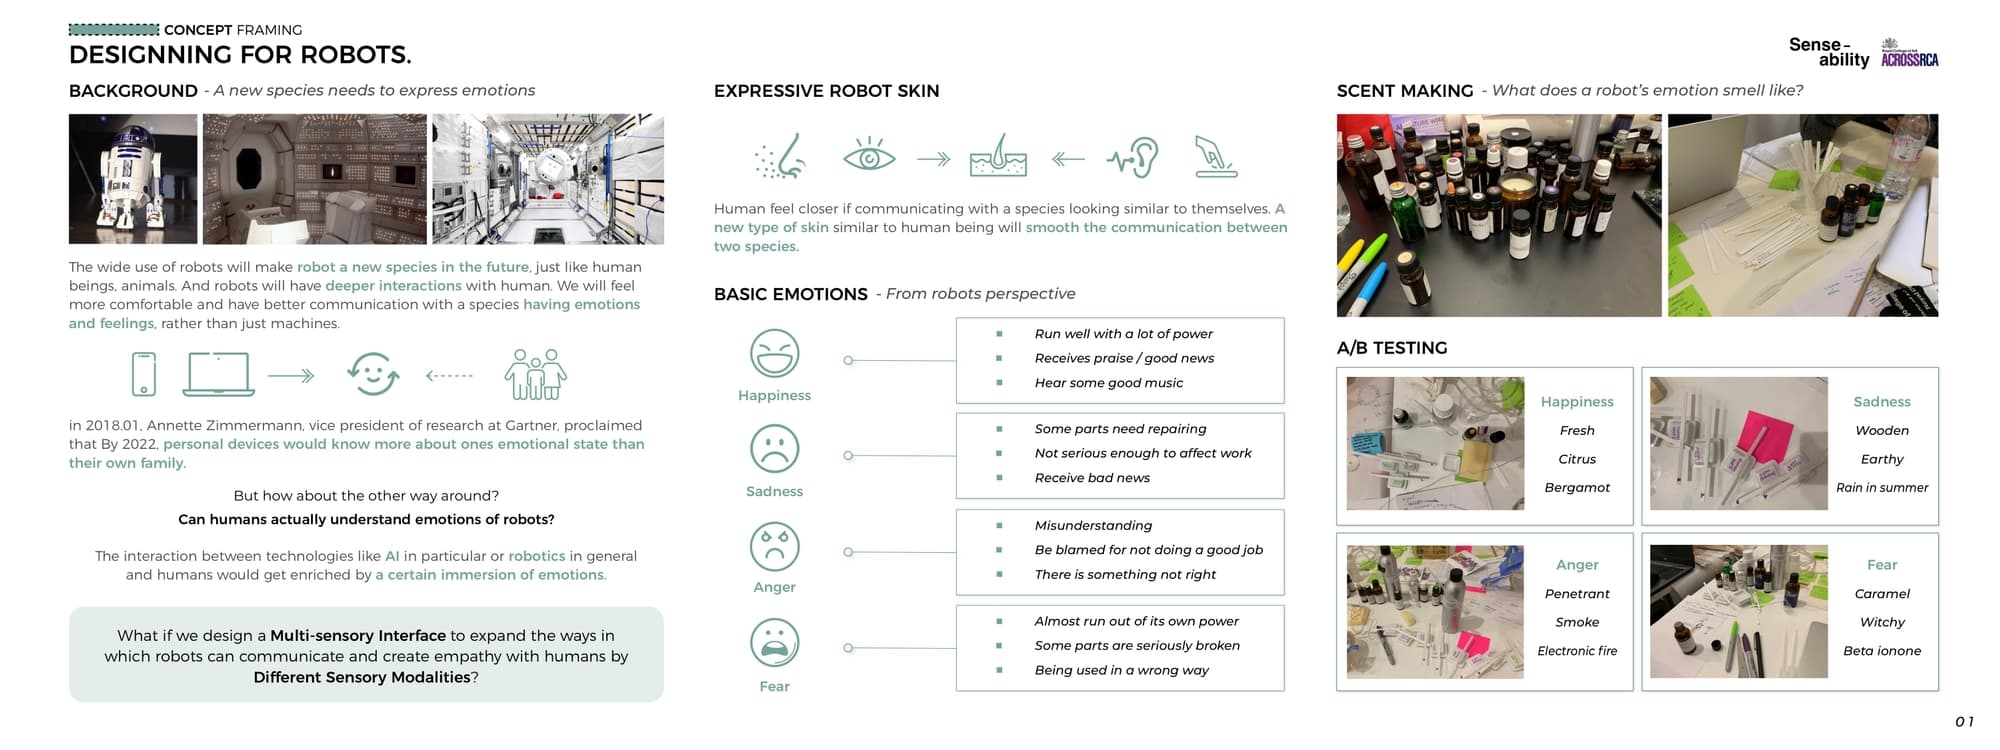 CONCEPT FRAMING
DESIGNNING FOR ROBOTS.
Sense-
ability
ACROSSRCA
BACKGROUND - A new species needs to express emotions
The wide use of robots will make robot a new species in the future, just like human
beings, animals. And robots will have deeper interactions with human. We will feel
more comfortable and have better communication with a species having emotions
and feelings, rather than just machines.
in 2018.01, Annette Zimmermann, vice president of research at Gartner, proclaimed
that By 2022, personal devices would know more about ones emotional state than
their own family.
But how about the other way around?
Can humans actually understand emotions of robots?
The interaction between technologies like AI in particular or robotics in general
and humans would get enriched by a certain immersion of emotions.
What if we design a Multi-sensory Interface to expand the ways in
which robots can communicate and create empathy with humans by
Different Sensory Modalities?
EXPRESSIVE ROBOT SKIN
Human feel closer if communicating with a species looking similar to themselves. A
new type of skin similar to human being will smooth the communication between
two species.
BASIC EMOTIONS - From robots perspective
Happiness
Run well with a lot of power
Receives praise / good news
Hear some good music
Sadness
Some parts need repairing
Not serious enough to affect work
Receive bad news
Anger
Misunderstanding
Be blamed for not doing a good job
There is something not right
Fear
Almost run out of its own power
Some parts are seriously broken
Being used in a wrong way
SCENT MAKING - What does a robot's emotion smell like?
A/B TESTING
Happiness
Fresh
Citrus
Bergamot
Sadness
Wooden
Earthy
Rain in summer
Anger
Penetrant
Smoke
Electronic fire
Fear
Caramel
Witchy
Beta ionone
01